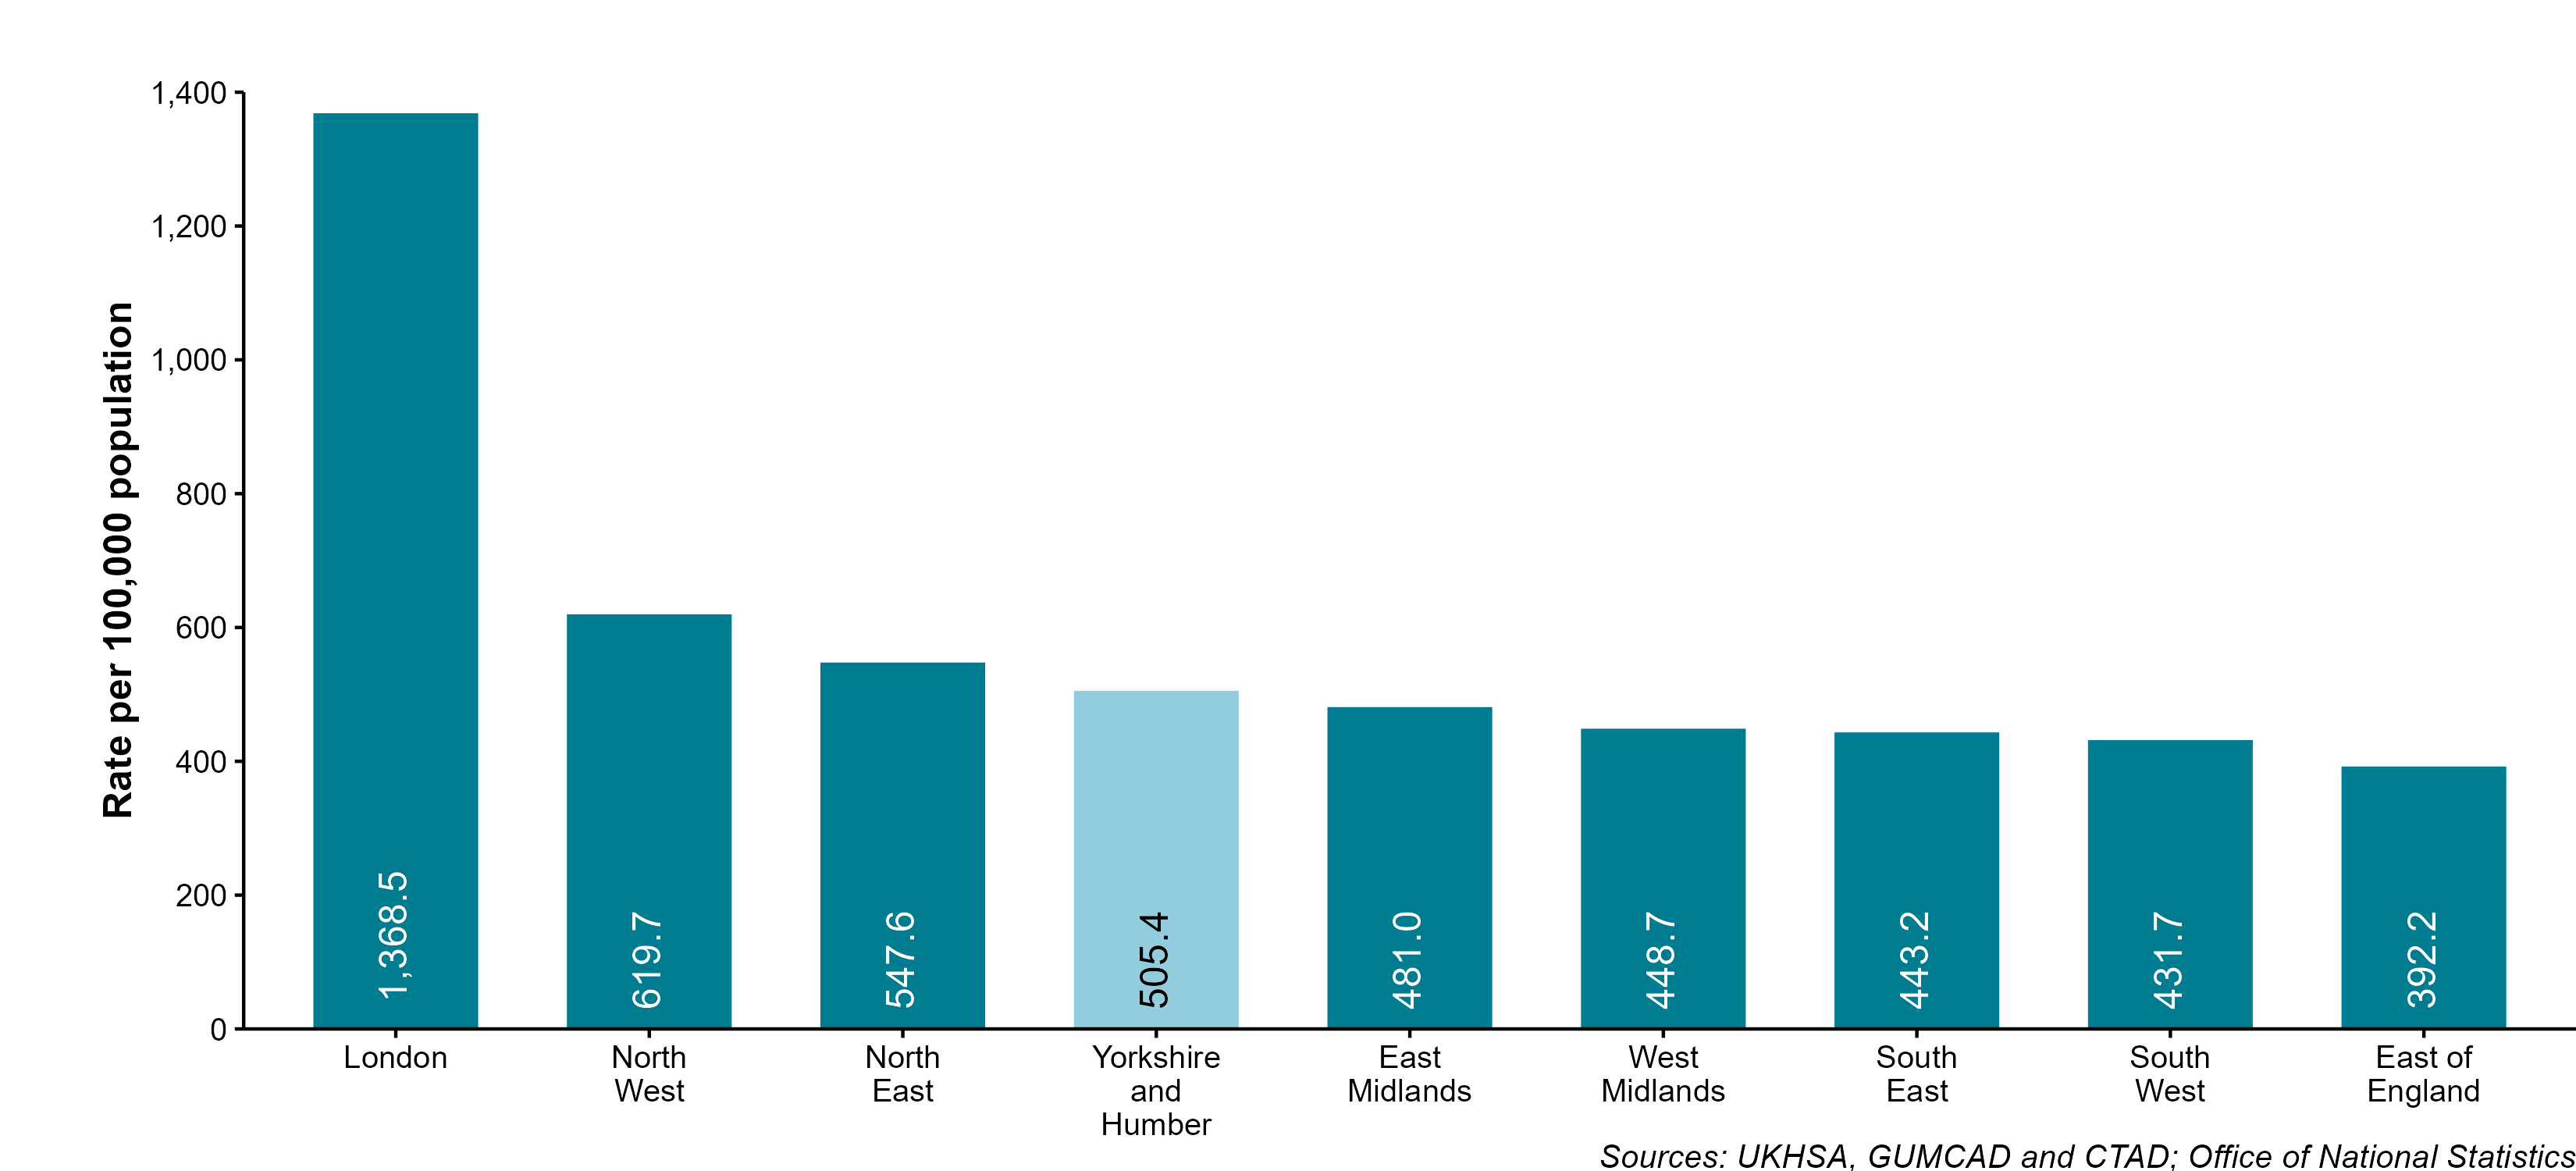 Rate per 100,000 population
1,400
1,200
1,000
800
600
400
200
0
1,368.5
619.7
547.6
505.4
481.0
448.7
443.2
431.7
392.2
London
North
West
North
East
Yorkshire
and
Humber
East
Midlands
West
Midlands
South
East
South
West
East of
England
Sources: UKHSA, GUMCAD and CTAD; Office of National Statistics